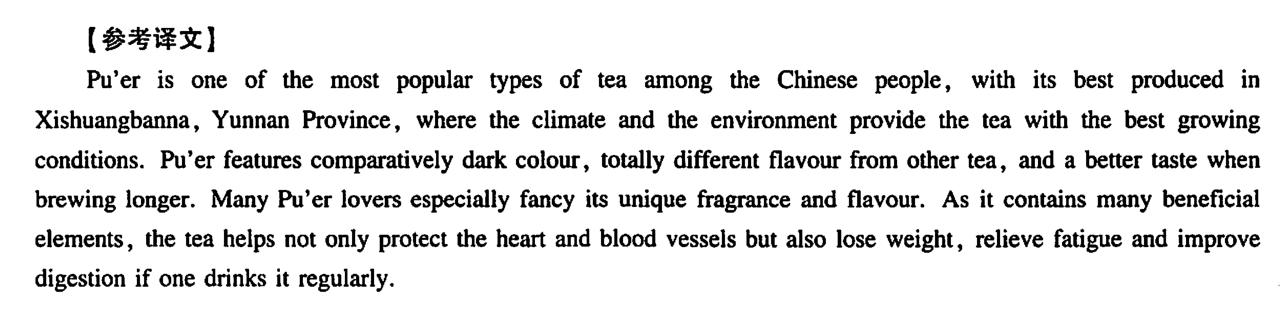 【参考译文】
Pu'er is one of the most popular types of tea among the Chinese people, with its best produced in
Xishuangbanna, Yunnan Province, where the climate and the environment provide the tea with the best growing
conditions. Pu'er features comparatively dark colour, totally different flavour from other tea, and a better taste when
brewing longer. Many Pu'er lovers especially fancy its unique fragrance and flavour. As it contains many beneficial
elements, the tea helps not only protect the heart and blood vessels but also lose weight, relieve fatigue and improve
digestion if one drinks it regularly.